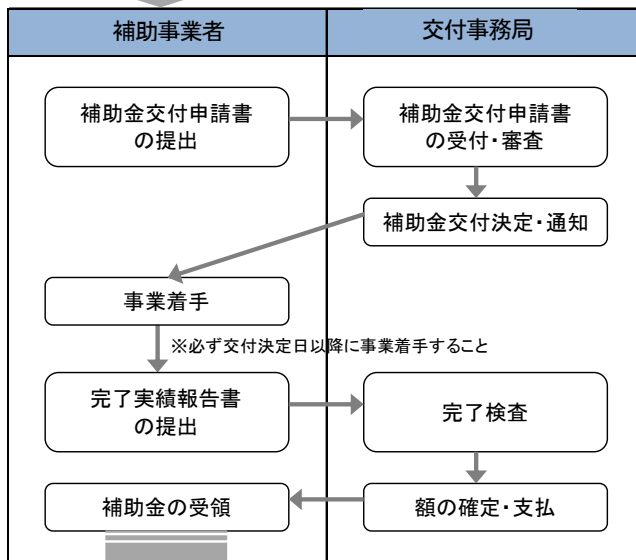 補助事業者
交付事務局
補助金交付申請書
の提出
補助金交付申請書
の受付・審査
補助金交付決定・通知
事業着手
※必ず交付決定日以降に事業着手すること
完了実績報告書
の提出
完了検査
額の確定・支払
補助金の受領